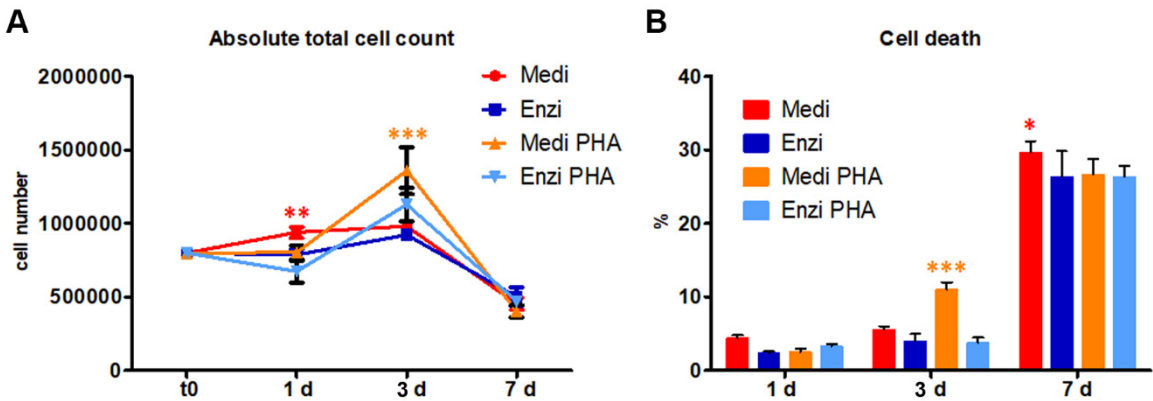 A
Absolute total cell count
cell number
2000000
1500000
1000000
500000
0
t0 1 d 3 d 7 d
**
***
Medi
Enzi
Medi PHA
Enzi PHA
B
Cell death
%
40
30
20
10
0
1 d 3 d 7 d
Medi
Enzi
Medi PHA
Enzi PHA
***
*